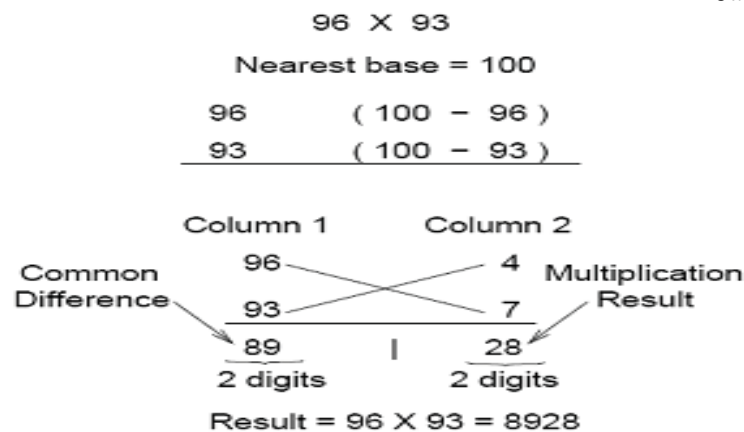 96 X 93
Nearest base = 100
96 ( 100 - 96 )
93 ( 100 - 93 )
Column 1 Column 2
96 4
Common Difference
Multiplication Result
93 7
89 | 28
2 digits 2 digits
Result = 96 X 93 = 8928